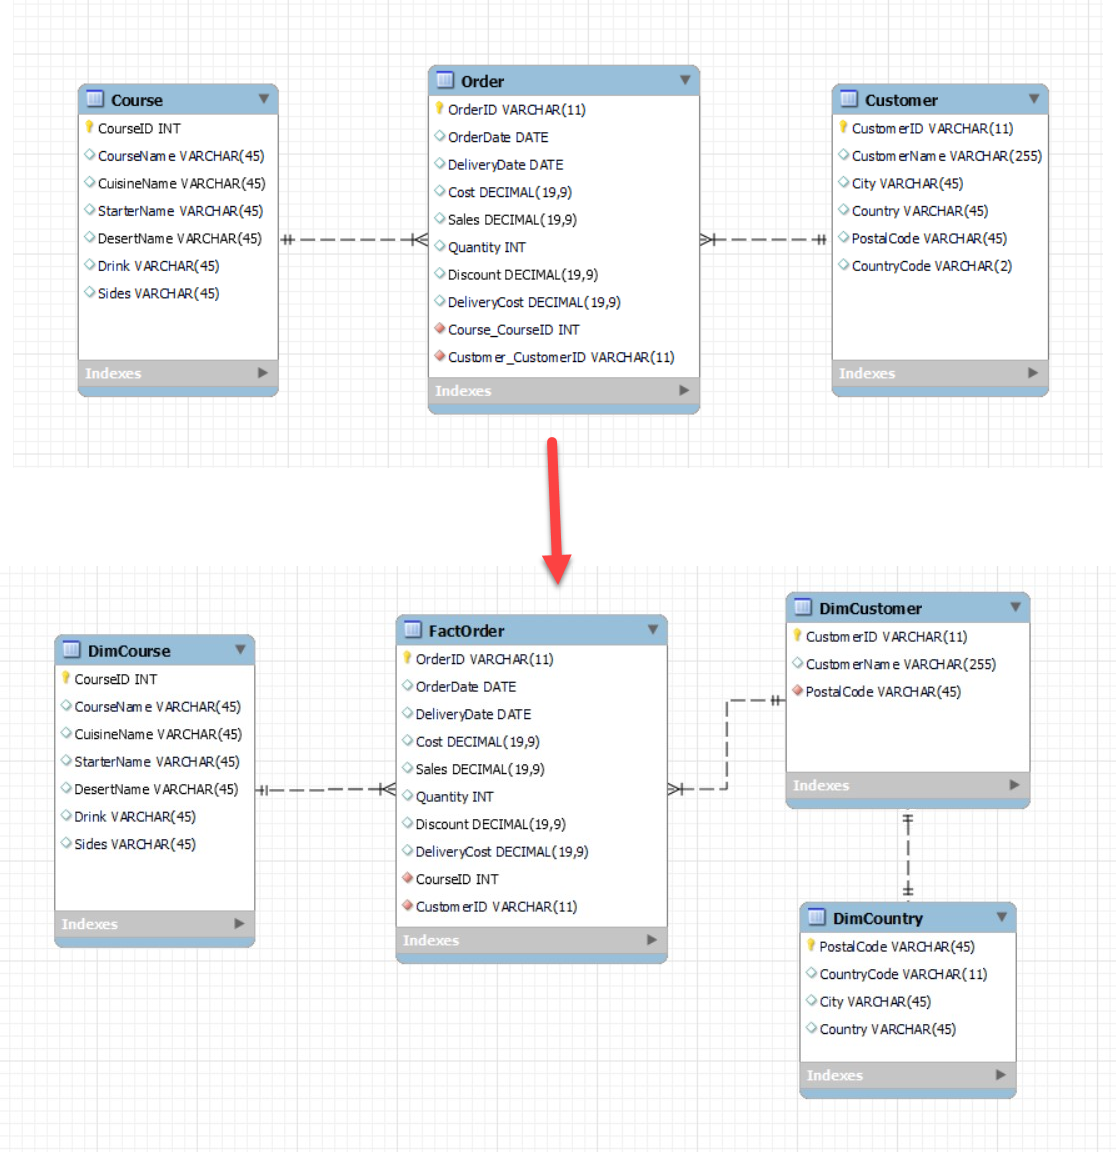 Course
CourseID INT
CourseName VARCHAR(45)
CuisineName VARCHAR(45)
StarterName VARCHAR(45)
DesertName VARCHAR(45)
Drink VARCHAR(45)
Sides VARCHAR(45)
Indexes
Order
OrderID VARCHAR(11)
OrderDate DATE
DeliveryDate DATE
Cost DECIMAL(19,9)
Sales DECIMAL(19,9)
Quantity INT
Discount DECIMAL(19,9)
DeliveryCost DECIMAL(19,9)
Course_CourseID INT
Customer_CustomerID VARCHAR(11)
Indexes
Customer
CustomerID VARCHAR(11)
CustomerName VARCHAR(255)
City VARCHAR(45)
Country VARCHAR(45)
PostalCode VARCHAR(45)
CountryCode VARCHAR(2)
Indexes
DimCourse
CourseID INT
CourseName VARCHAR(45)
CuisineName VARCHAR(45)
StarterName VARCHAR(45)
DesertName VARCHAR(45)
Drink VARCHAR(45)
Sides VARCHAR(45)
Indexes
FactOrder
OrderID VARCHAR(11)
OrderDate DATE
DeliveryDate DATE
Cost DECIMAL(19,9)
Sales DECIMAL(19,9)
Quantity INT
Discount DECIMAL(19,9)
DeliveryCost DECIMAL(19,9)
CourseID INT
CustomerID VARCHAR(11)
Indexes
DimCustomer
CustomerID VARCHAR(11)
CustomerName VARCHAR(255)
PostalCode VARCHAR(45)
Indexes
DimCountry
PostalCode VARCHAR(45)
CountryCode VARCHAR(11)
City VARCHAR(45)
Country VARCHAR(45)
Indexes